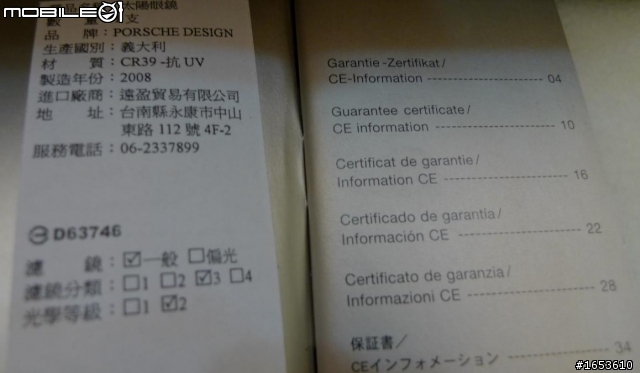 MOBILE01
太陽眼鏡
數 量：1支
品 牌：PORSCHE DESIGN
生產國別：義大利
材 質：CR39 -抗 UV
製造年份：2008
進口廠商：遠盈貿易有限公司
地 址：台南縣永康市中山
東路 112 號 4F-2
服務電話：06-2337899
D63746
濾 鏡：☑一般 ☐偏光
濾鏡分類：☐1 ☐2 ☑3 ☐4
光學等級：☐1 ☑2
Garantie-Zertifikat/
CE-Information ---------------- 04
Guarantee certificate/
CE information ---------------- 10
Certificat de garantie/
Information CE ---------------- 16
Certificado de garantia/
Información CE ---------------- 22
Certificato de garanzia/
Informazioni CE ---------------- 28
保証書/
CEインフォメーション ---------------- 34
#1653610